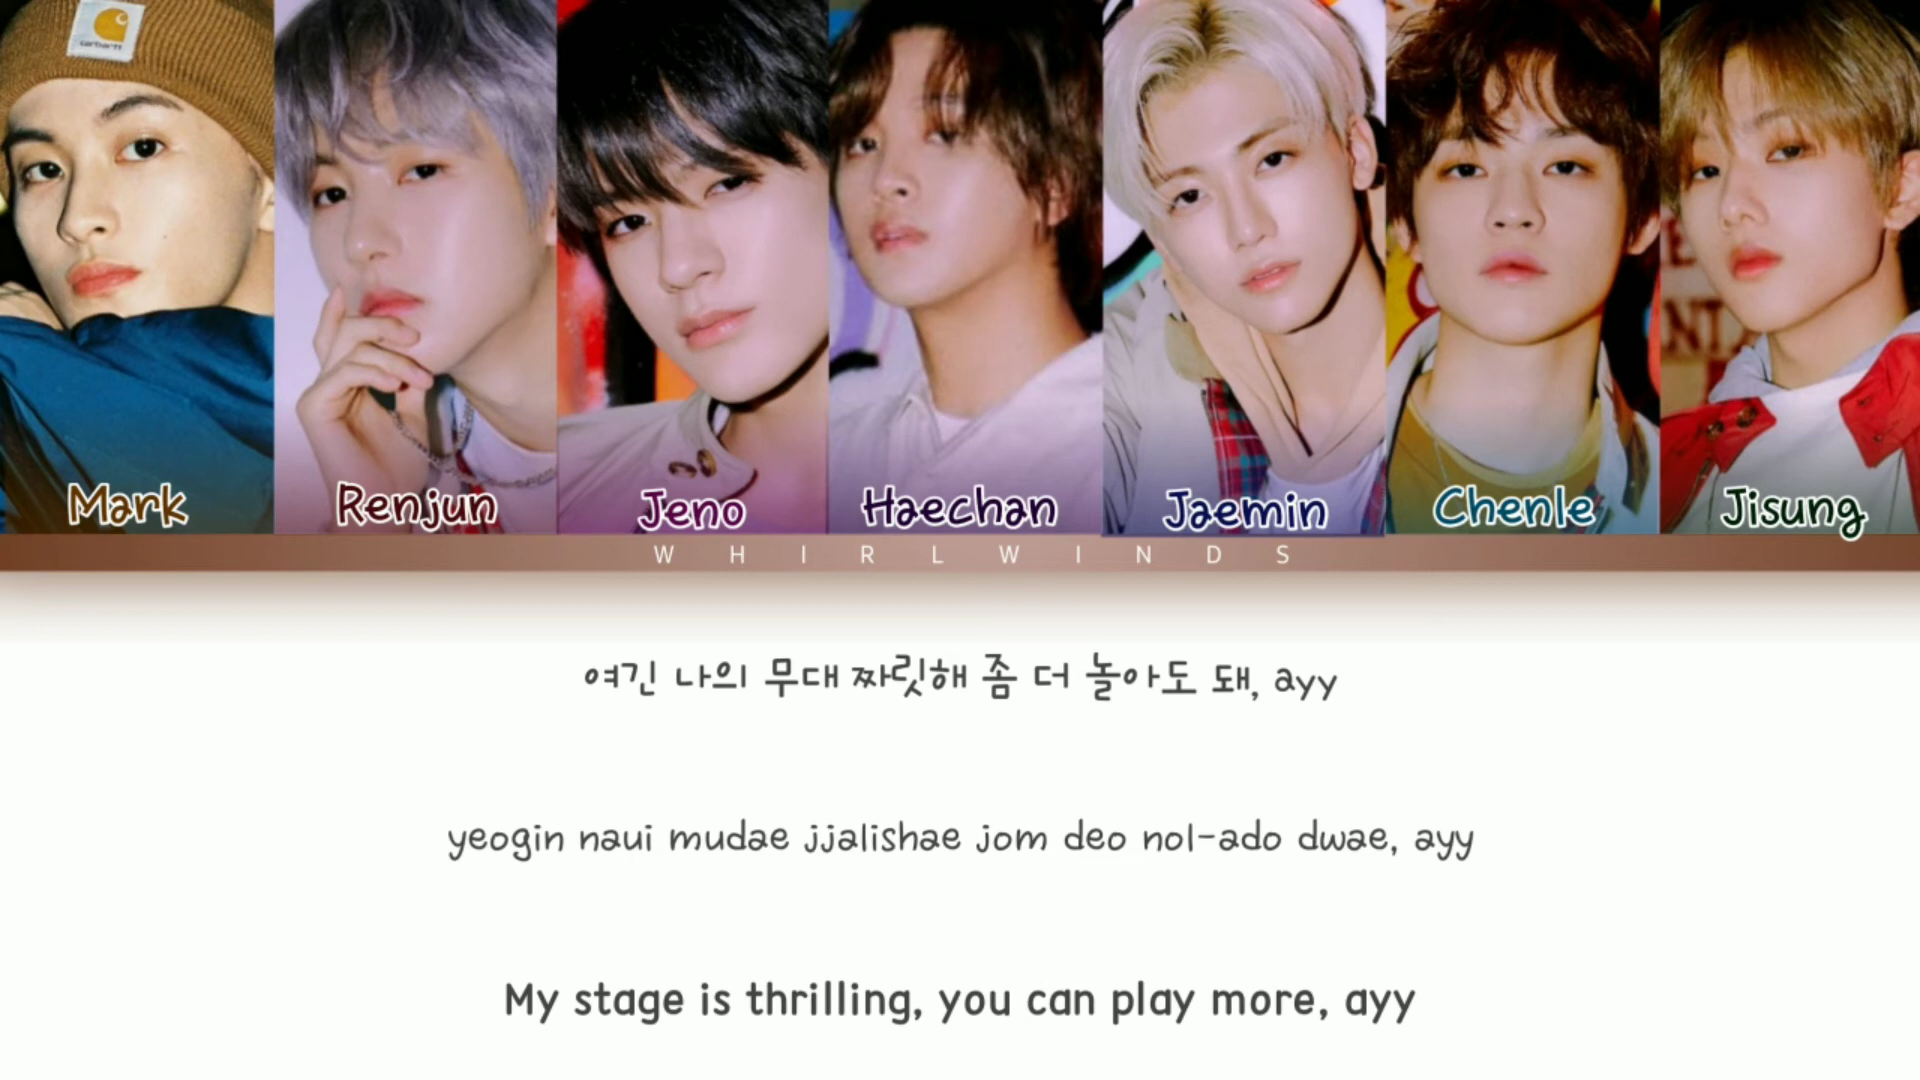 carhartt
Mark Renjun Jeno Haechan Jaemin Chenle Jisung
WHIRLWINDS
여긴 나의 무대 짜릿해 좀 더 놀아도 돼, ayy
yeogin naui mudae jjalishae jom deo nol-ado dwae, ayy
My stage is thrilling, you can play more, ayy